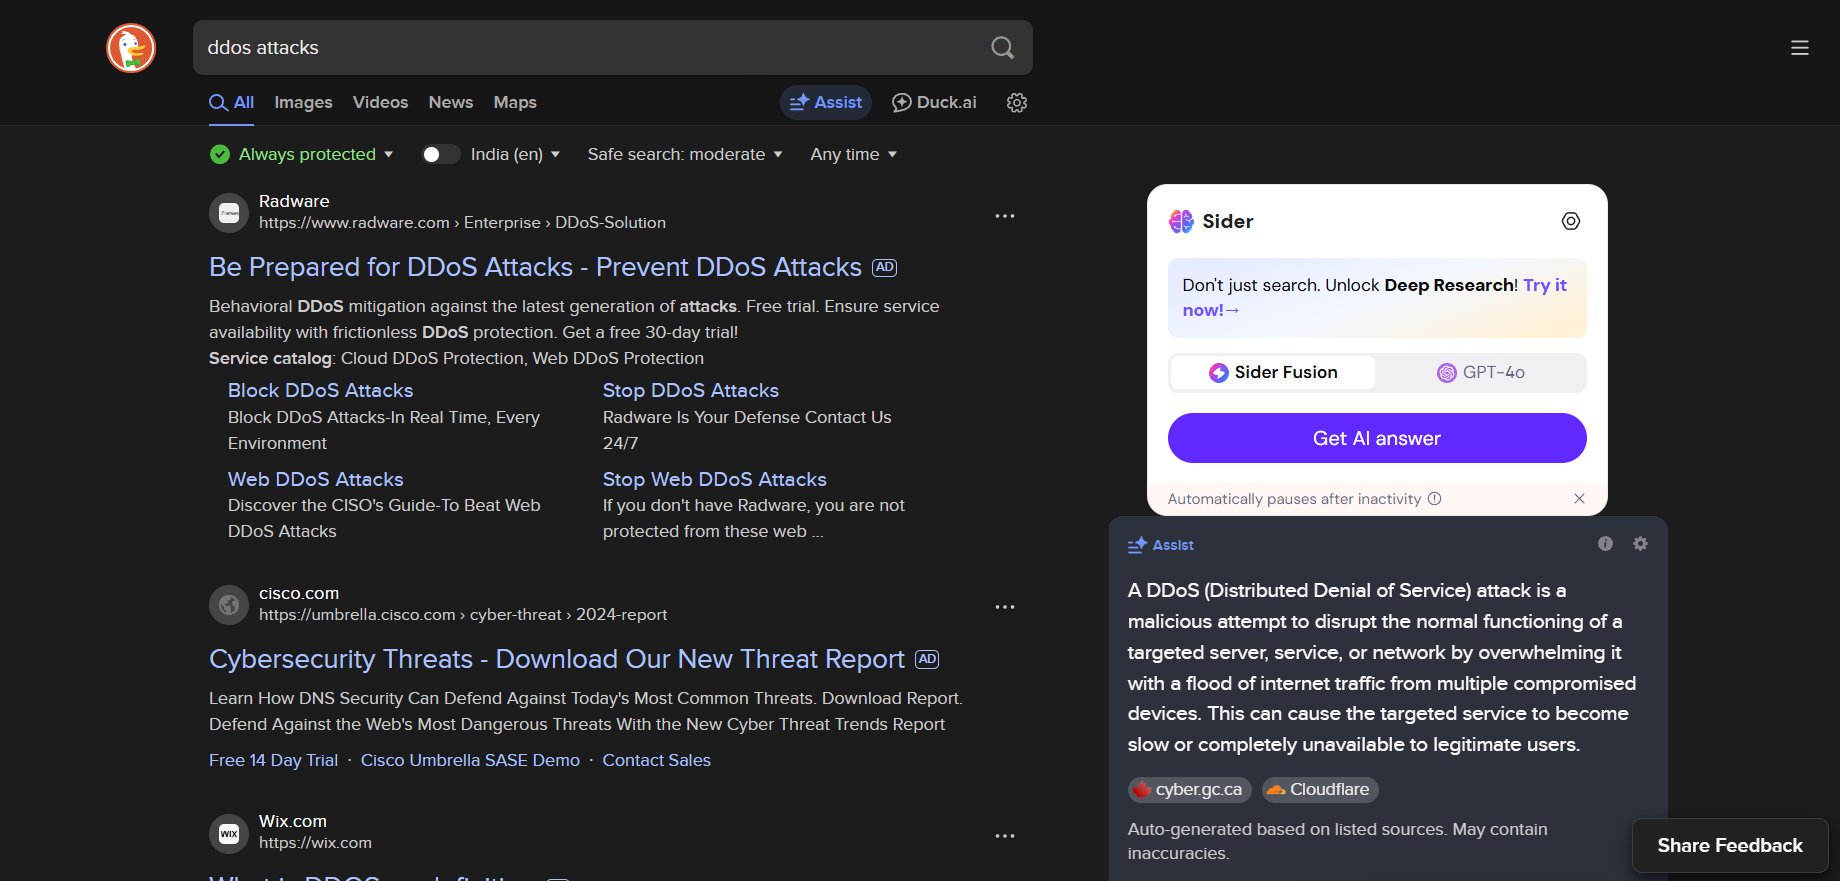 ddos attacks
All Images Videos News Maps Assist Duck.ai
Always protected India (en) Safe search: moderate Any time
Radware
https://www.radware.com › Enterprise › DDoS-Solution
Be Prepared for DDoS Attacks - Prevent DDoS Attacks AD
Behavioral DDoS mitigation against the latest generation of attacks. Free trial. Ensure service
availability with frictionless DDoS protection. Get a free 30-day trial!
Service catalog: Cloud DDoS Protection, Web DDoS Protection
Block DDoS Attacks
Block DDoS Attacks-In Real Time, Every
Environment
Stop DDoS Attacks
Radware Is Your Defense Contact Us
24/7
Web DDoS Attacks
Discover the CISO's Guide-To Beat Web
DDoS Attacks
Stop Web DDoS Attacks
If you don't have Radware, you are not
protected from these web ...
cisco.com
https://umbrella.cisco.com › cyber-threat › 2024-report
Cybersecurity Threats - Download Our New Threat Report AD
Learn How DNS Security Can Defend Against Today's Most Common Threats. Download Report.
Defend Against the Web's Most Dangerous Threats With the New Cyber Threat Trends Report
Free 14 Day Trial · Cisco Umbrella SASE Demo · Contact Sales
WIX
Wix.com
https://wix.com
Sider
Don't just search. Unlock Deep Research! Try it
now!→
Sider Fusion GPT-4o
Get AI answer
Automatically pauses after inactivity
Assist
A DDoS (Distributed Denial of Service) attack is a
malicious attempt to disrupt the normal functioning of a
targeted server, service, or network by overwhelming it
with a flood of internet traffic from multiple compromised
devices. This can cause the targeted service to become
slow or completely unavailable to legitimate users.
cyber.gc.ca Cloudflare
Auto-generated based on listed sources. May contain
inaccuracies.
Share Feedback